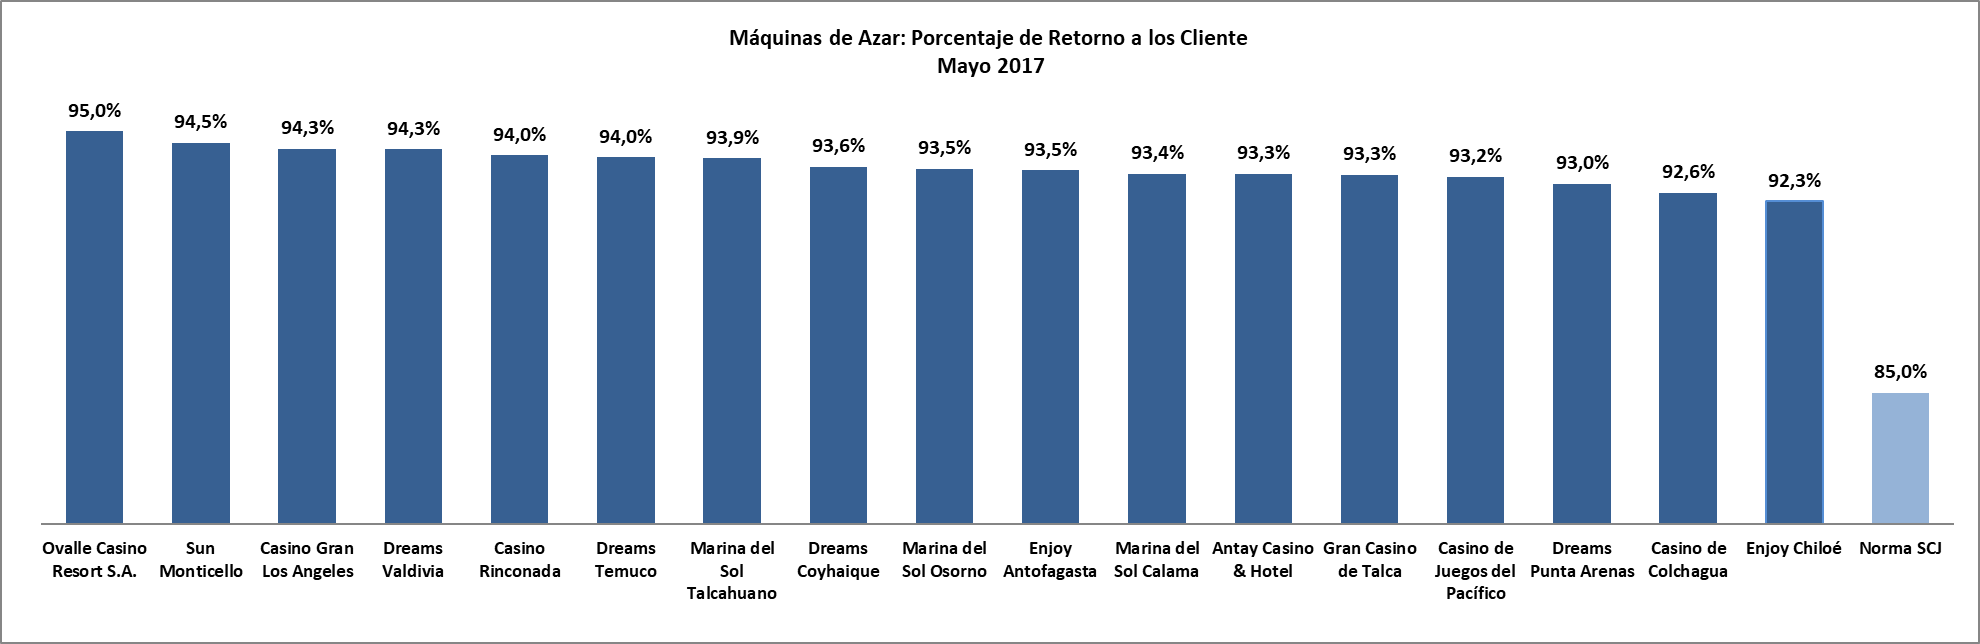 Máquinas de Azar: Porcentaje de Retorno a los Cliente
Mayo 2017
95,0%
94,5%
94,3%
94,3%
94,0%
94,0%
93,9%
93,6%
93,5%
93,5%
93,4%
93,3%
93,3%
93,2%
93,0%
92,6%
92,3%
85,0%
Ovalle Casino
Resort S.A.
Sun
Monticello
Casino Gran
Los Angeles
Dreams
Valdivia
Casino
Rinconada
Dreams
Temuco
Marina del
Sol
Talcahuano
Dreams
Coyhaique
Marina del
Sol Osorno
Enjoy
Antofagasta
Marina del
Sol Calama
Antay Casino
& Hotel
Gran Casino
de Talca
Casino de
Juegos del
Pacífico
Dreams
Punta Arenas
Casino de
Colchagua
Enjoy Chiloé
Norma SCJ